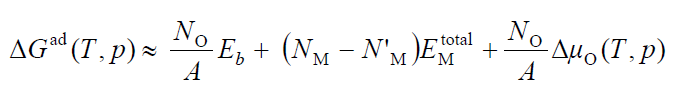 ΔG^ad(T, p) ≈ N_O/A E_b + (N_M − N'_M)E_M^total + N_O/A Δμ_O(T, p)